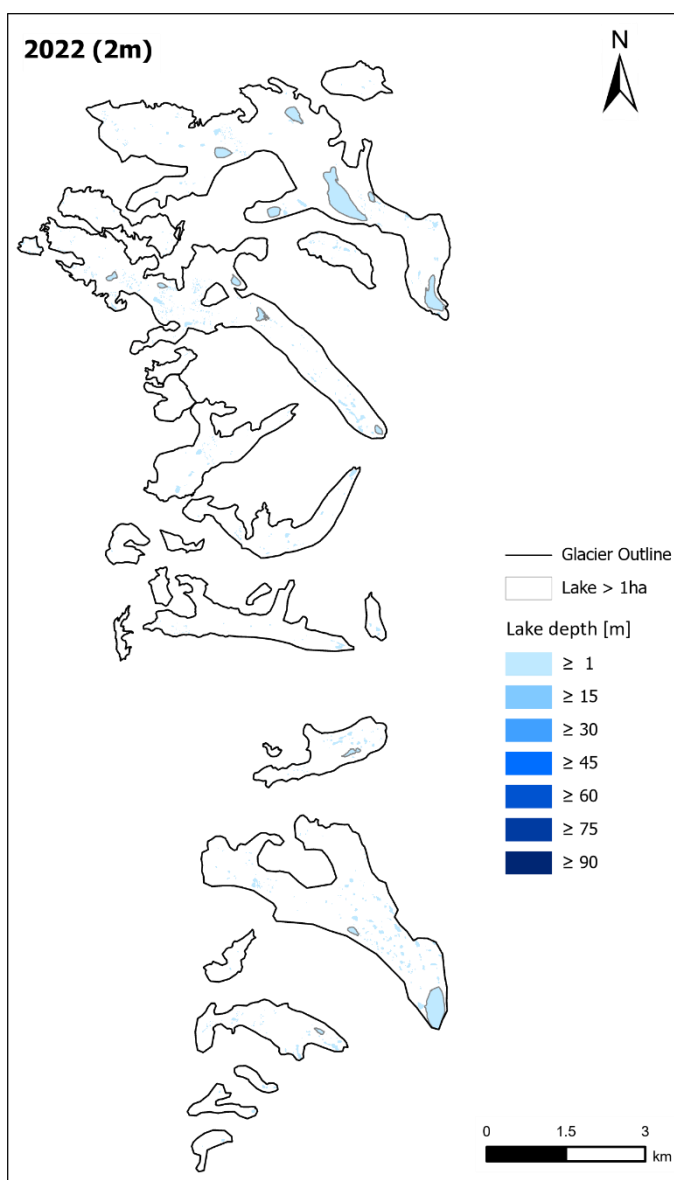 2022 (2m)
N
Glacier Outline
Lake > 1ha
Lake depth [m]
≥ 1
≥ 15
≥ 30
≥ 45
≥ 60
≥ 75
≥ 90
0 1.5 3
km